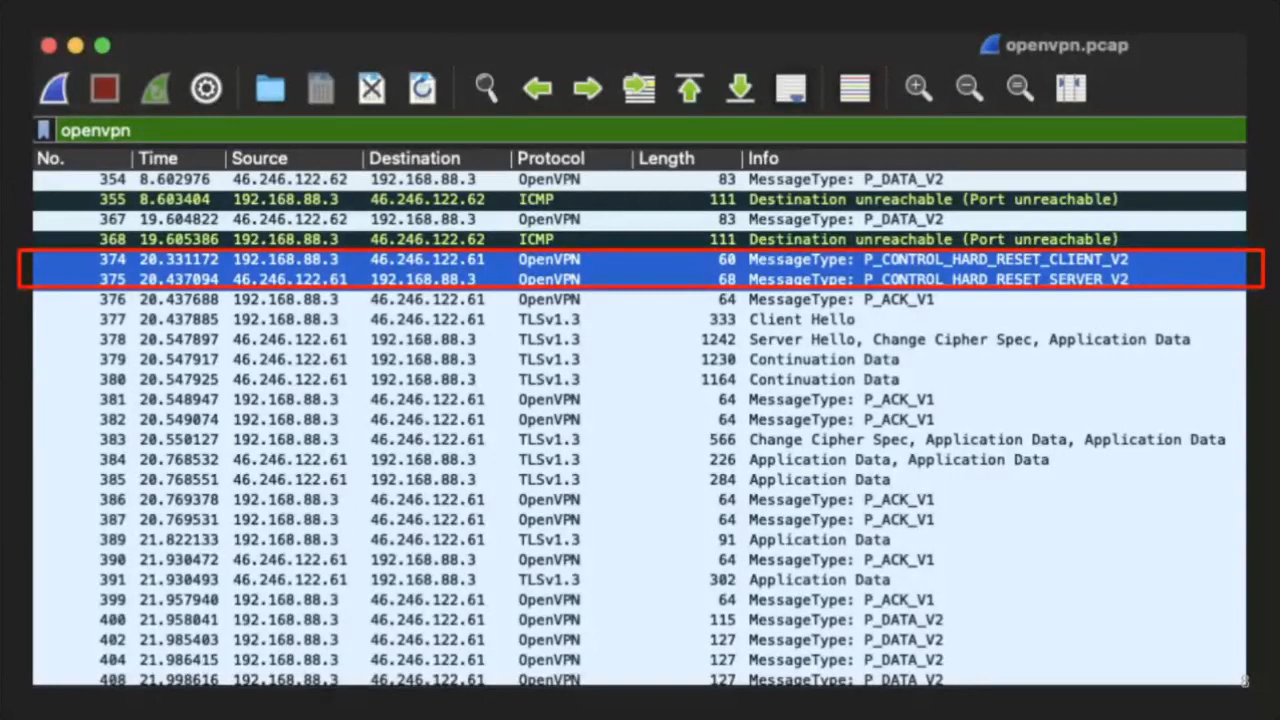 openvpn.pcap
openvpn
No. Time Source Destination Protocol Length Info
354 8.602976 46.246.122.62 192.168.88.3 OpenVPN 83 MessageType: P_DATA_V2
355 8.603404 192.168.88.3 46.246.122.62 ICMP 111 Destination unreachable (Port unreachable)
367 19.604822 46.246.122.62 192.168.88.3 OpenVPN 83 MessageType: P_DATA_V2
368 19.605386 192.168.88.3 46.246.122.62 ICMP 111 Destination unreachable (Port unreachable)
374 20.331172 192.168.88.3 46.246.122.61 OpenVPN 60 MessageType: P_CONTROL_HARD_RESET_CLIENT_V2
375 20.437094 46.246.122.61 192.168.88.3 OpenVPN 68 MessageType: P_CONTROL_HARD_RESET_SERVER_V2
376 20.437688 192.168.88.3 46.246.122.61 OpenVPN 64 MessageType: P_ACK_V1
377 20.437885 192.168.88.3 46.246.122.61 TLSv1.3 333 Client Hello
378 20.547897 46.246.122.61 192.168.88.3 TLSv1.3 1242 Server Hello, Change Cipher Spec, Application Data
379 20.547917 46.246.122.61 192.168.88.3 TLSv1.3 1230 Continuation Data
380 20.547925 46.246.122.61 192.168.88.3 TLSv1.3 1164 Continuation Data
381 20.548947 192.168.88.3 46.246.122.61 OpenVPN 64 MessageType: P_ACK_V1
382 20.549074 192.168.88.3 46.246.122.61 OpenVPN 64 MessageType: P_ACK_V1
383 20.550127 192.168.88.3 46.246.122.61 TLSv1.3 566 Change Cipher Spec, Application Data, Application Data
384 20.768532 46.246.122.61 192.168.88.3 TLSv1.3 226 Application Data, Application Data
385 20.768551 46.246.122.61 192.168.88.3 TLSv1.3 284 Application Data
386 20.769378 192.168.88.3 46.246.122.61 OpenVPN 64 MessageType: P_ACK_V1
387 20.769531 192.168.88.3 46.246.122.61 OpenVPN 64 MessageType: P_ACK_V1
389 21.822133 192.168.88.3 46.246.122.61 TLSv1.3 91 Application Data
390 21.930472 46.246.122.61 192.168.88.3 OpenVPN 64 MessageType: P_ACK_V1
391 21.930493 46.246.122.61 192.168.88.3 TLSv1.3 302 Application Data
399 21.957940 192.168.88.3 46.246.122.61 OpenVPN 64 MessageType: P_ACK_V1
400 21.958041 192.168.88.3 46.246.122.61 OpenVPN 115 MessageType: P_DATA_V2
402 21.985403 192.168.88.3 46.246.122.61 OpenVPN 127 MessageType: P_DATA_V2
404 21.986415 192.168.88.3 46.246.122.61 OpenVPN 127 MessageType: P_DATA_V2
408 21.998616 192.168.88.3 46.246.122.61 OpenVPN 127 MessageType: P_DATA_V2
8